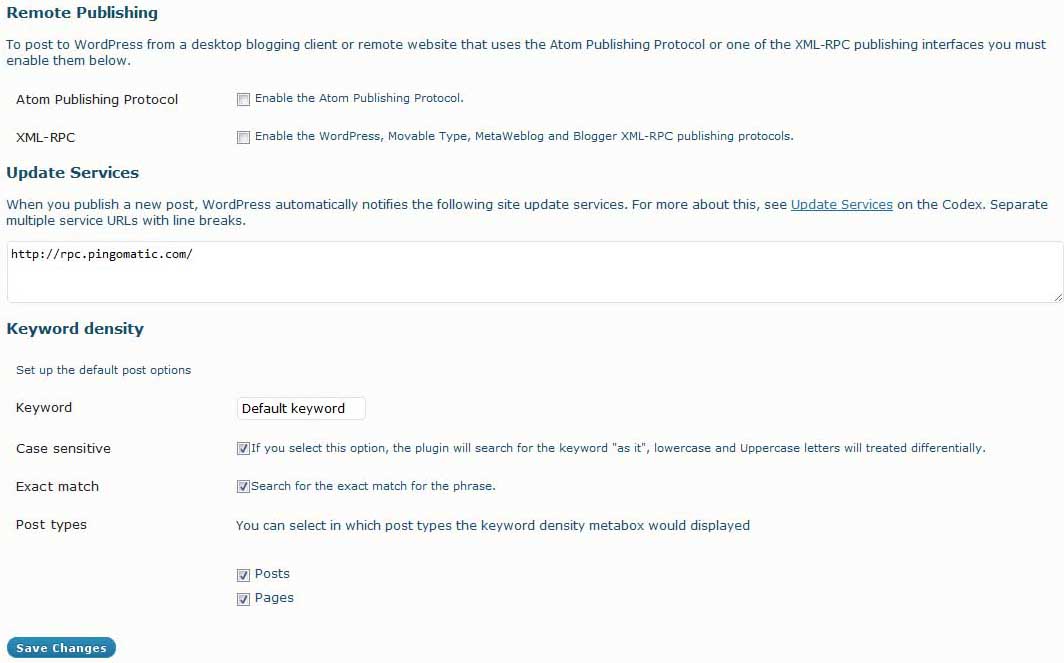 Remote Publishing
To post to WordPress from a desktop blogging client or remote website that uses the Atom Publishing Protocol or one of the XML-RPC publishing interfaces you must
enable them below.
Atom Publishing Protocol Enable the Atom Publishing Protocol.
XML-RPC Enable the WordPress, Movable Type, MetaWeblog and Blogger XML-RPC publishing protocols.
Update Services
When you publish a new post, WordPress automatically notifies the following site update services. For more about this, see Update Services on the Codex. Separate
multiple service URLs with line breaks.
http://rpc.pingomatic.com/
Keyword density
Set up the default post options
Keyword Default keyword
Case sensitive If you select this option, the plugin will search for the keyword "as it", lowercase and Uppercase letters will treated differentially.
Exact match Search for the exact match for the phrase.
Post types You can select in which post types the keyword density metabox would displayed
Posts
Pages
Save Changes